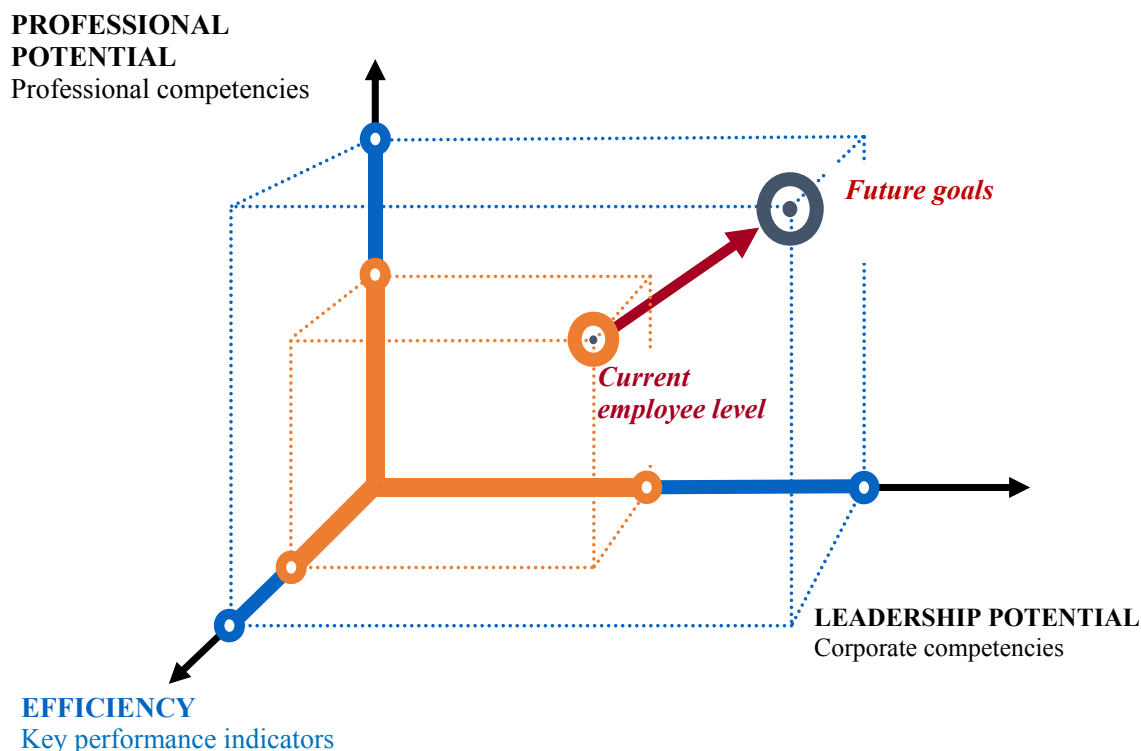 PROFESSIONAL
POTENTIAL
Professional competencies
Future goals
Current
employee level
LEADERSHIP POTENTIAL
Corporate competencies
EFFICIENCY
Key performance indicators